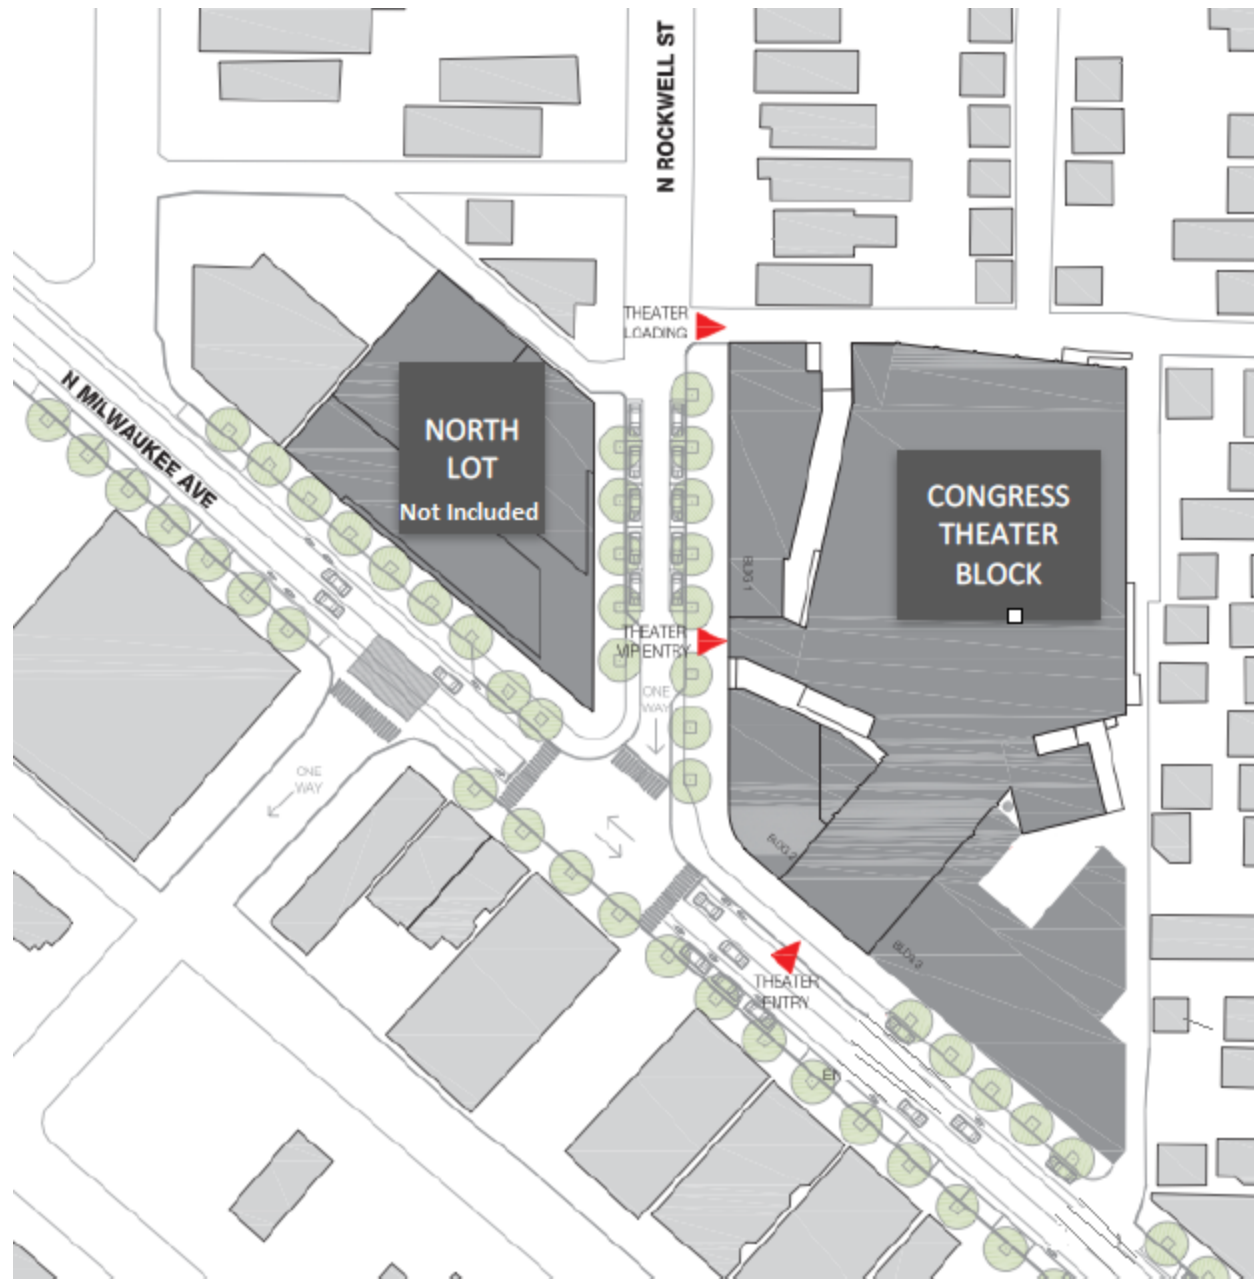 N ROCKWELL ST
THEATER
LOADING
N MILWAUKEE AVE
NORTH
LOT
Not Included
CONGRESS
THEATER
BLOCK
BLDG 1
THEATER
VIP ENTRY
ONE
WAY
ONE
WAY
BLDG 2
BLDG 3
THEATER
ENTRY